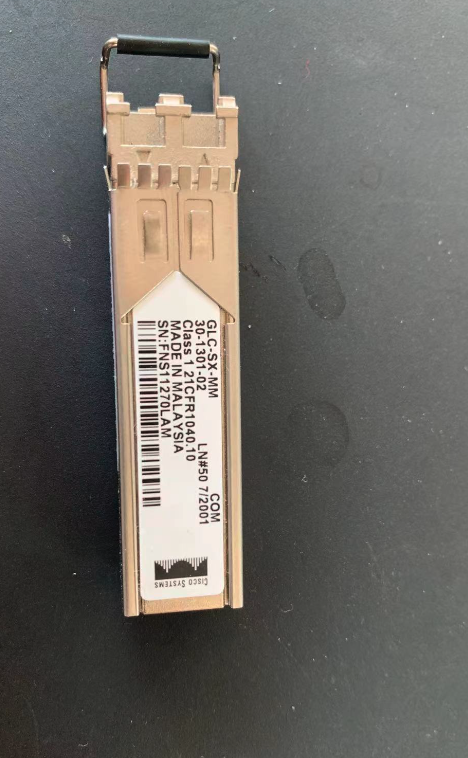 GLC-SX-MM COM
30-1301-02 LN#50 7/2001
Class 1 21CFR1040.10
MADE IN MALAYSIA
SN:FNS11270LAM
CISCO SYSTEMS